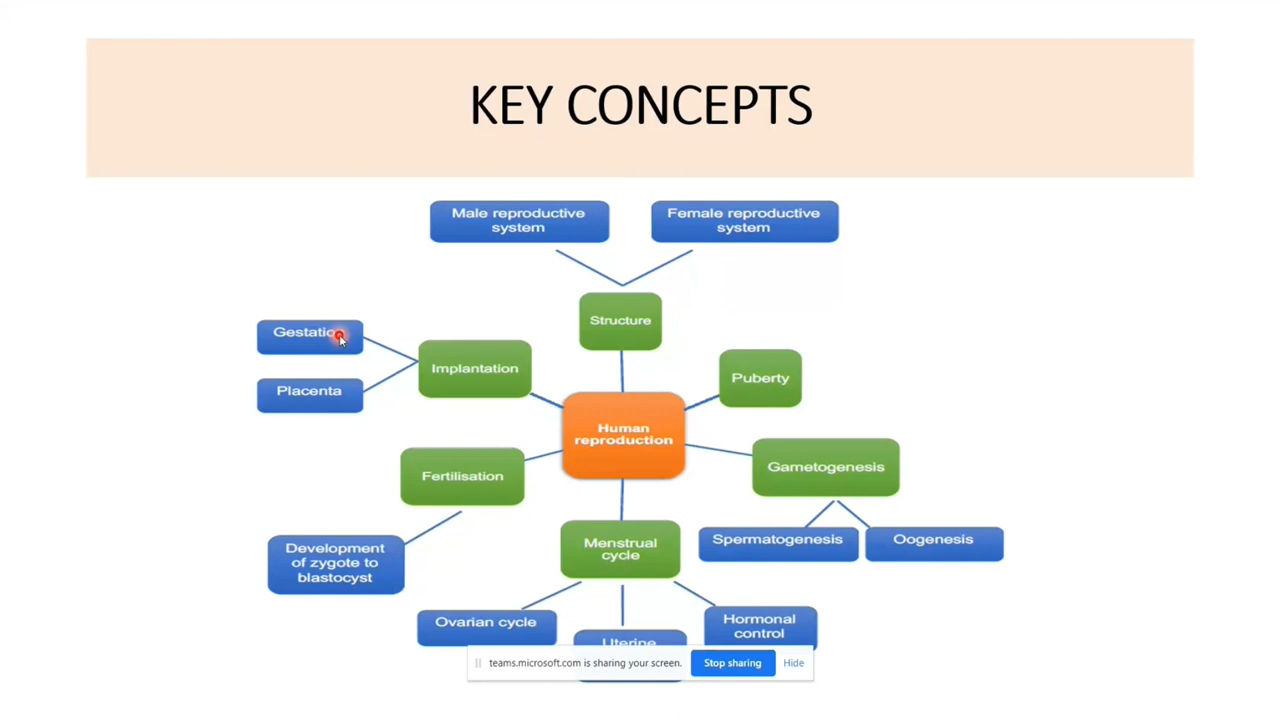 KEY CONCEPTS
Male reproductive
system
Female reproductive
system
Structure
Gestation
Implantation
Puberty
Placenta
Human
reproduction
Gametogenesis
Fertilisation
Spermatogenesis
Oogenesis
Menstrual
cycle
Development
of zygote to
blastocyst
Ovarian cycle
Uterine
Hormonal
control
teams.microsoft.com is sharing your screen.
Stop sharing
Hide